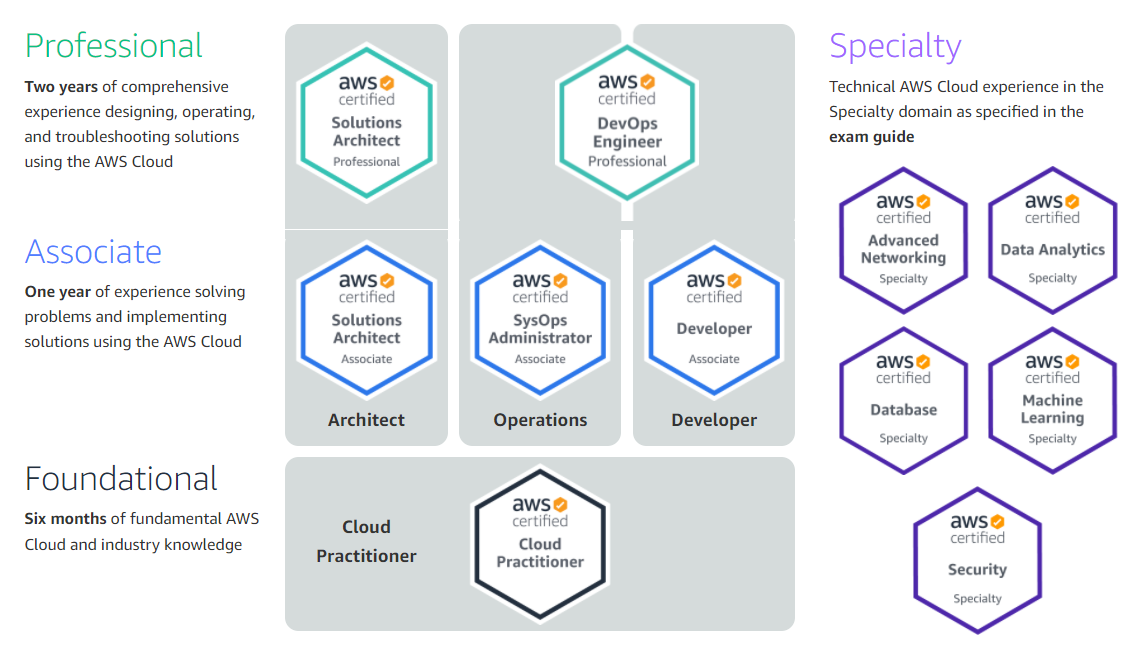 Professional
Two years of comprehensive
experience designing, operating,
and troubleshooting solutions
using the AWS Cloud
aws
certified
Solutions
Architect
Professional
aws
certified
DevOps
Engineer
Professional
Associate
One year of experience solving
problems and implementing
solutions using the AWS Cloud
aws
certified
Solutions
Architect
Associate
Architect
aws
certified
SysOps
Administrator
Associate
Operations
aws
certified
Developer
Associate
Developer
Foundational
Six months of fundamental AWS
Cloud and industry knowledge
Cloud
Practitioner
aws
certified
Cloud
Practitioner
Specialty
Technical AWS Cloud experience in the
Specialty domain as specified in the
exam guide
aws
certified
Advanced
Networking
Specialty
aws
certified
Data Analytics
Specialty
aws
certified
Database
Specialty
aws
certified
Machine
Learning
Specialty
aws
certified
Security
Specialty